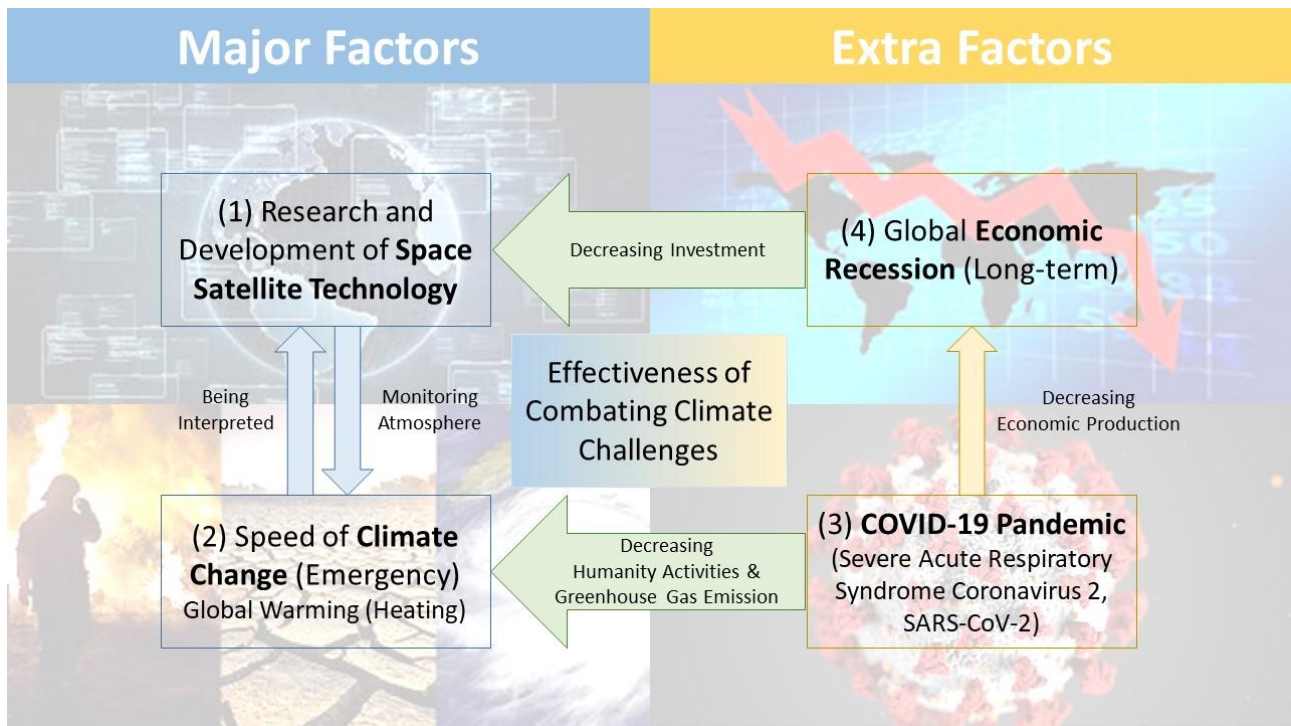 Major Factors
Extra Factors
(1) Research and
Development of Space
Satellite Technology
Decreasing Investment
(4) Global Economic
Recession (Long-term)
Being
Interpreted
Monitoring
Atmosphere
Effectiveness of
Combating Climate
Challenges
Decreasing
Economic Production
(2) Speed of Climate
Change (Emergency)
Global Warming (Heating)
Decreasing
Humanity Activities &
Greenhouse Gas Emission
(3) COVID-19 Pandemic
(Severe Acute Respiratory
Syndrome Coronavirus 2,
SARS-CoV-2)